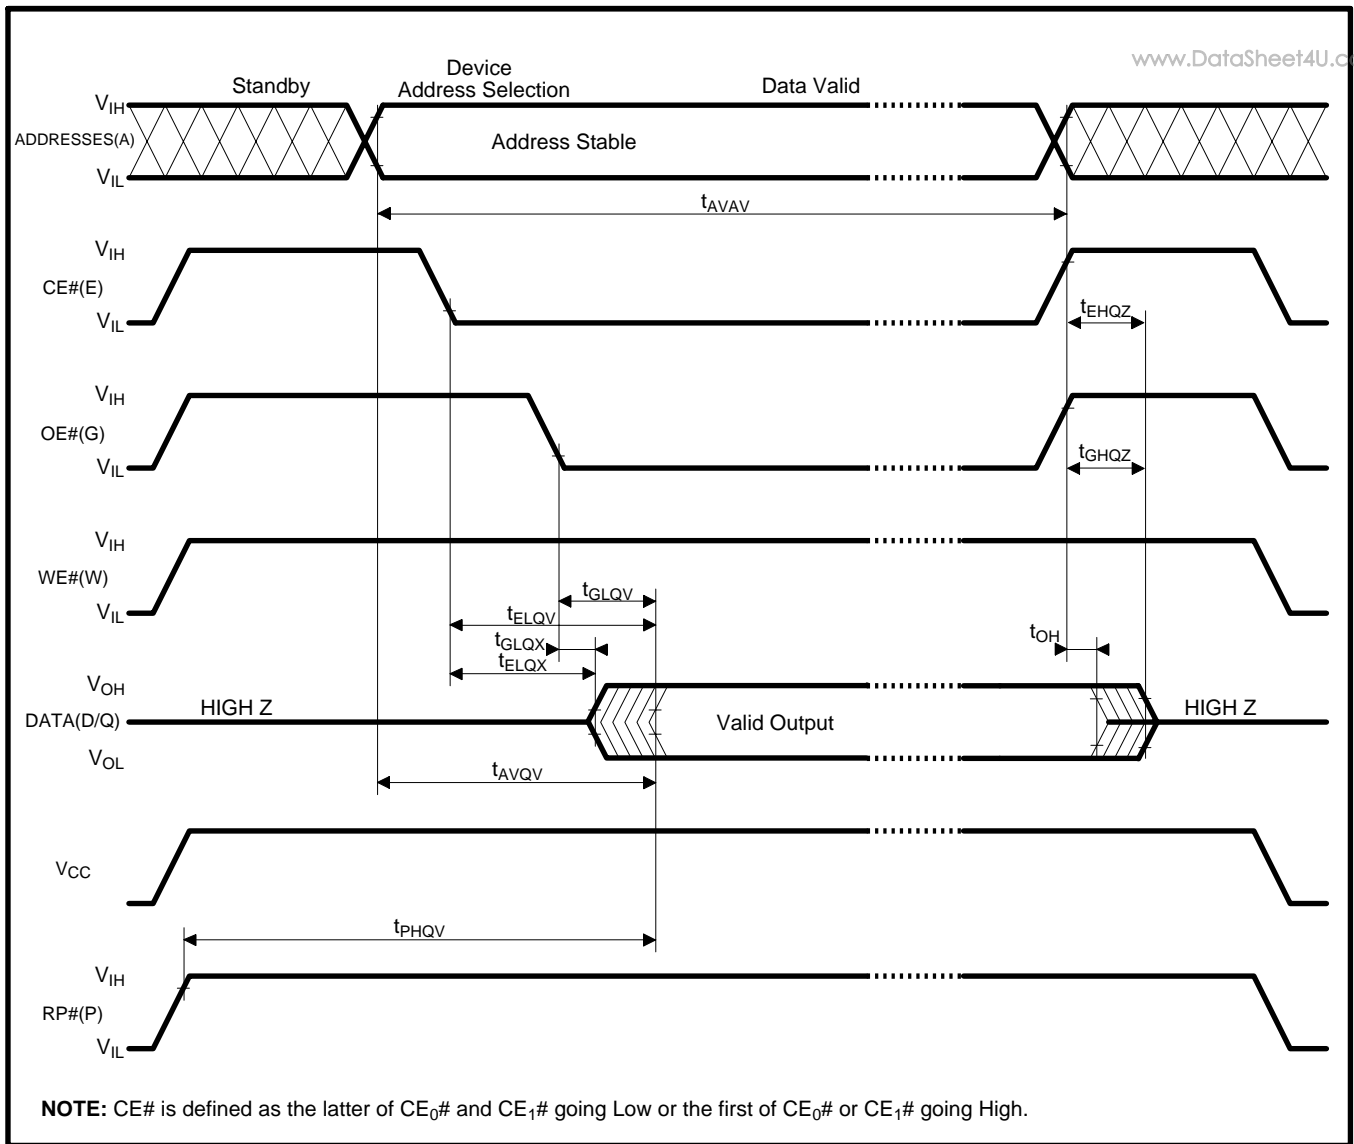 www.DataSheet4U.co
Device
Standby Address Selection Data Valid
VIH
ADDRESSES(A) Address Stable
VIL
tAVAV
VIH
CE#(E)
VIL
tEHQZ
VIH
OE#(G)
VIL
tGHQZ
VIH
WE#(W)
VIL
tGLQV
tELQV
tGLQX
tOH
tELQX
VOH
DATA(D/Q) HIGH Z Valid Output HIGH Z
VOL
tAVQV
VCC
tPHQV
VIH
RP#(P)
VIL
NOTE: CE# is defined as the latter of CE0# and CE1# going Low or the first of CE0# or CE1# going High.